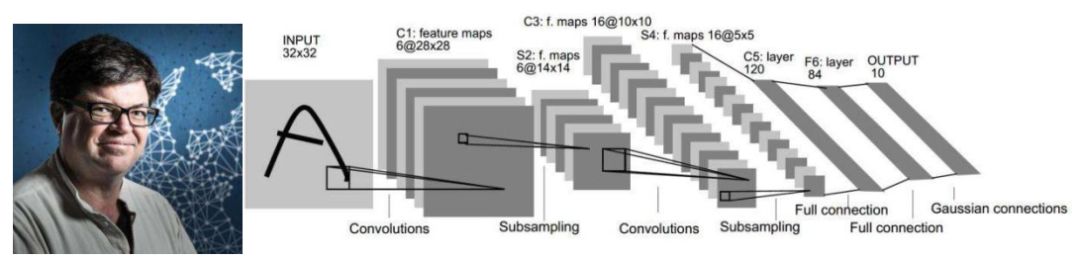 INPUT
32x32
C1: feature maps
6@28x28
S2: f. maps
6@14x14
C3: f. maps 16@10x10
S4: f. maps 16@5x5
C5: layer
120
F6: layer
84
OUTPUT
10
Convolutions
Subsampling
Convolutions
Subsampling
Full connection
Full connection
Gaussian connections